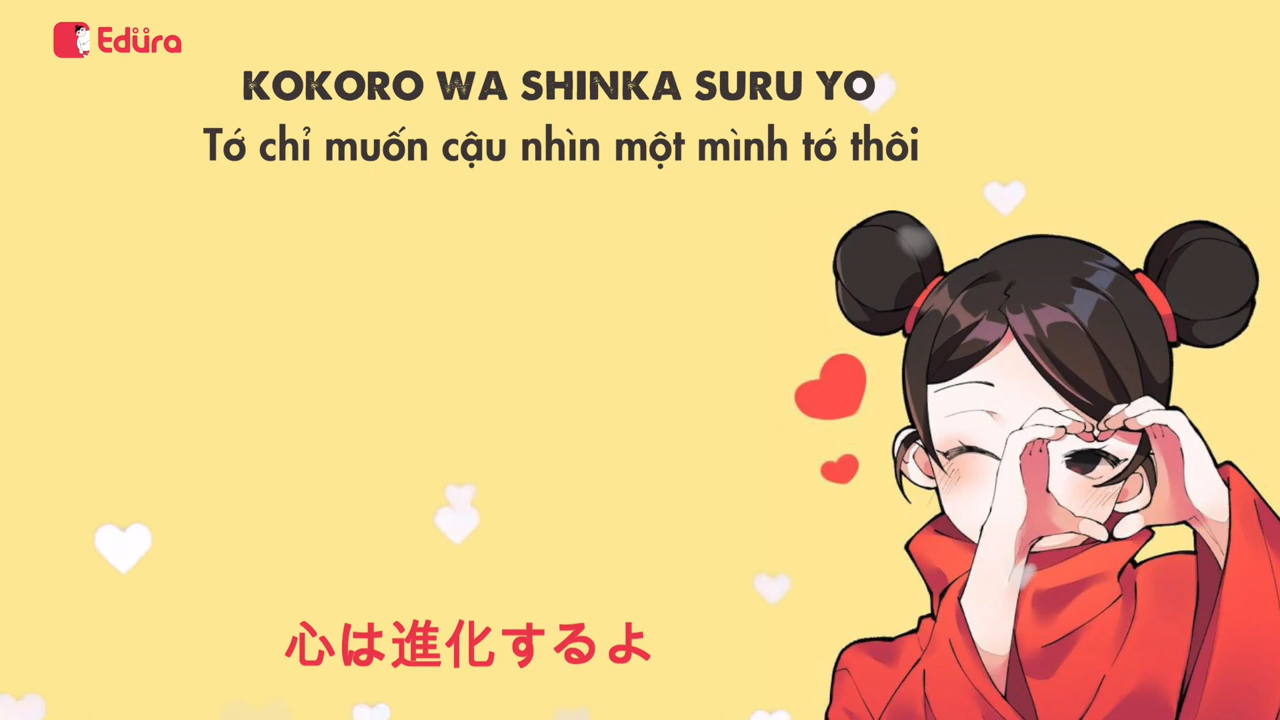 Edüra
KOKORO WA SHINKA SURU YO
Tớ chỉ muốn cậu nhìn một mình tớ thôi
心は進化するよ